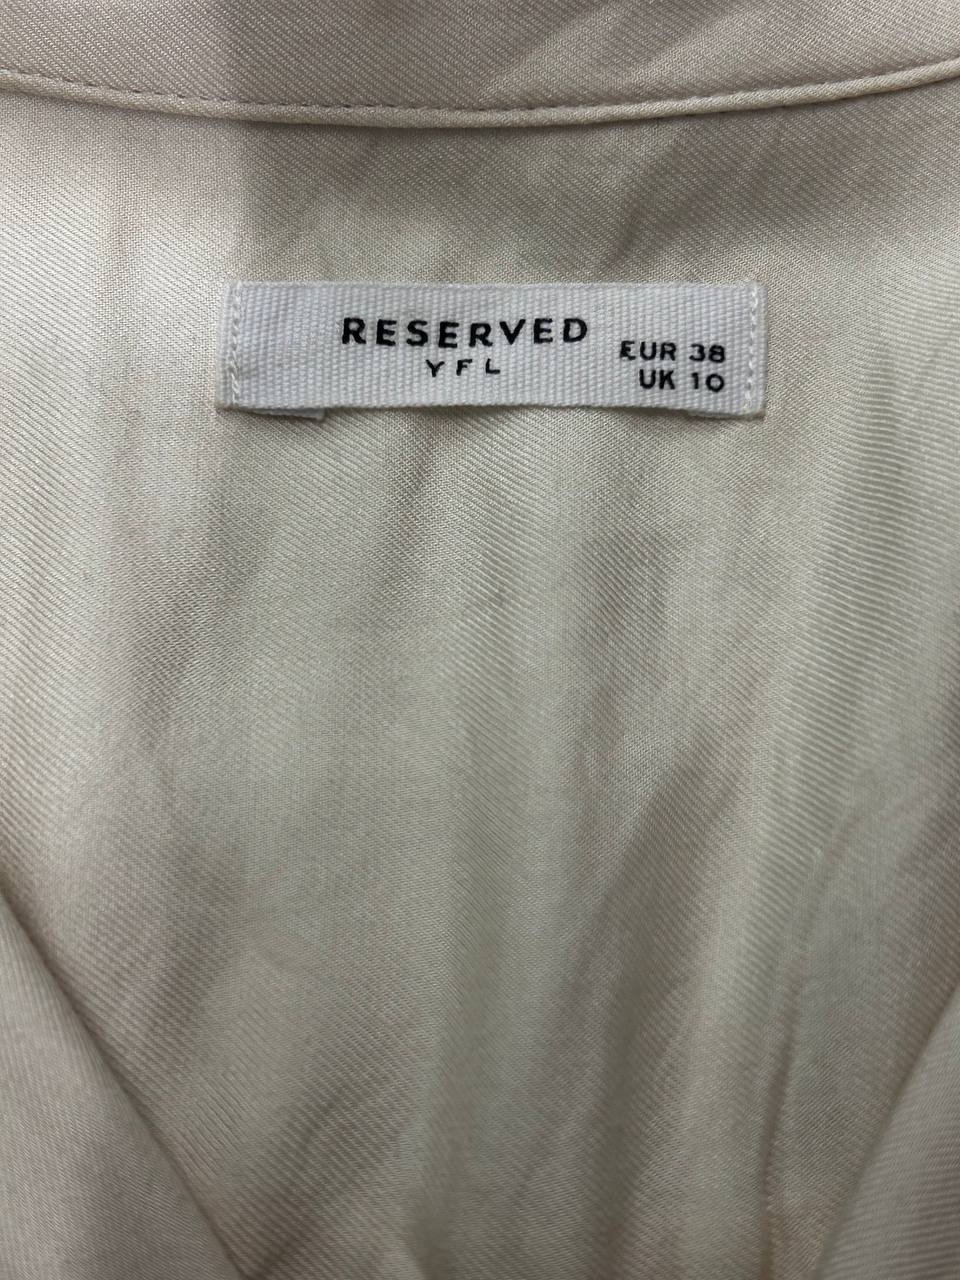 RESERVED
YFL
EUR 38
UK 10